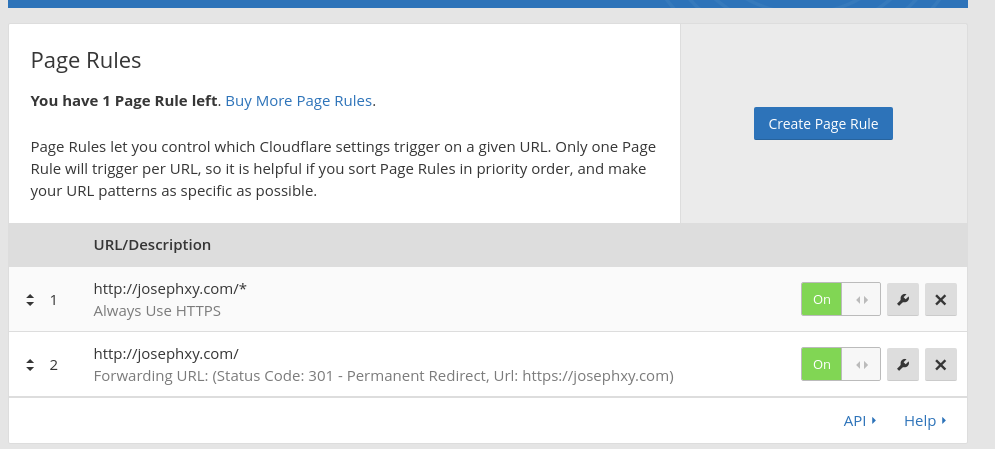 Page Rules
You have 1 Page Rule left. Buy More Page Rules.
Create Page Rule
Page Rules let you control which Cloudflare settings trigger on a given URL. Only one Page
Rule will trigger per URL, so it is helpful if you sort Page Rules in priority order, and make
your URL patterns as specific as possible.
URL/Description
1
http://josephxy.com/*
Always Use HTTPS
On
2
http://josephxy.com/
Forwarding URL: (Status Code: 301 - Permanent Redirect, Url: https://josephxy.com)
On
API
Help